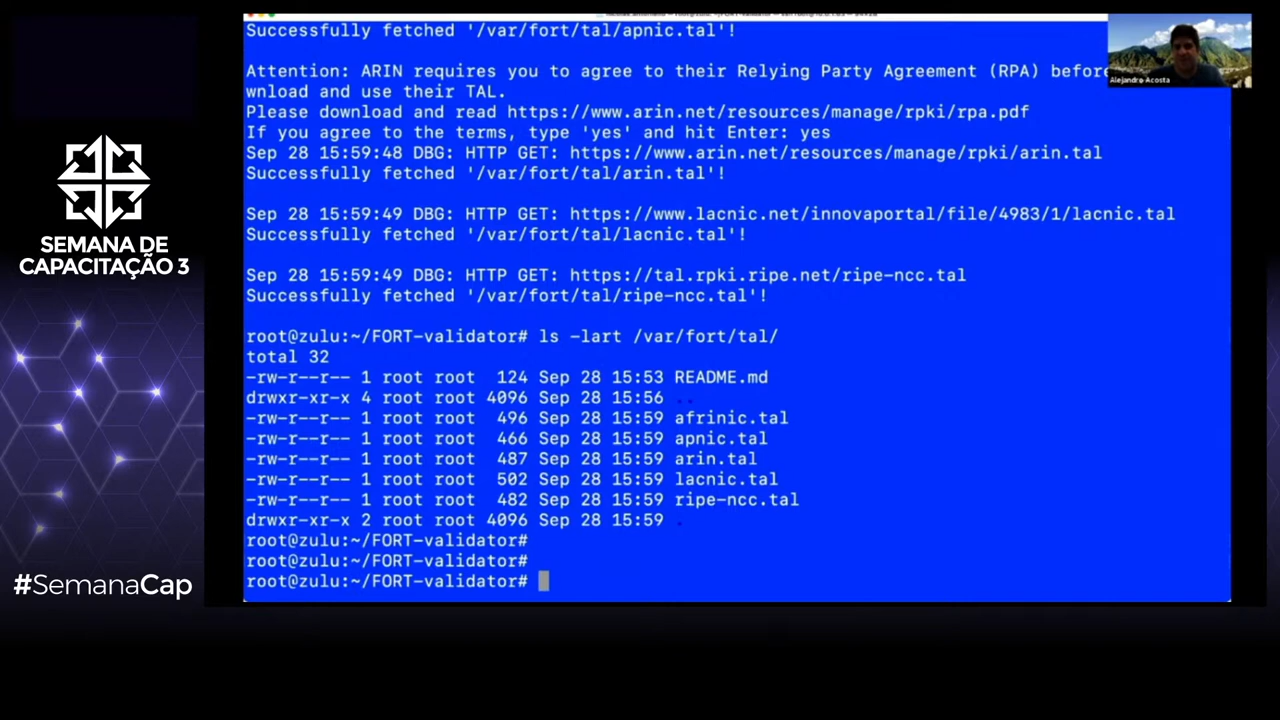 Successfully fetched '/var/fort/tal/apnic.tal'!
Attention: ARIN requires you to agree to their Relying Party Agreement (RPA) before
wnload and use their TAL.
Please download and read https://www.arin.net/resources/manage/rpki/rpa.pdf
If you agree to the terms, type 'yes' and hit Enter: yes
Sep 28 15:59:48 DBG: HTTP GET: https://www.arin.net/resources/manage/rpki/arin.tal
Successfully fetched '/var/fort/tal/arin.tal'!
Sep 28 15:59:49 DBG: HTTP GET: https://www.lacnic.net/innovaportal/file/4983/1/lacnic.tal
Successfully fetched '/var/fort/tal/lacnic.tal'!
Sep 28 15:59:49 DBG: HTTP GET: https://tal.rpki.ripe.net/ripe-ncc.tal
Successfully fetched '/var/fort/tal/ripe-ncc.tal'!
root@zulu:~/FORT-validator# ls -lart /var/fort/tal/
total 32
-rw-r--r-- 1 root root 124 Sep 28 15:53 README.md
drwxr-xr-x 4 root root 4096 Sep 28 15:56 ..
-rw-r--r-- 1 root root 496 Sep 28 15:59 afrinic.tal
-rw-r--r-- 1 root root 466 Sep 28 15:59 apnic.tal
-rw-r--r-- 1 root root 487 Sep 28 15:59 arin.tal
-rw-r--r-- 1 root root 502 Sep 28 15:59 lacnic.tal
-rw-r--r-- 1 root root 482 Sep 28 15:59 ripe-ncc.tal
drwxr-xr-x 2 root root 4096 Sep 28 15:59 .
root@zulu:~/FORT-validator#
root@zulu:~/FORT-validator#
root@zulu:~/FORT-validator#
Alejandro Acosta
SEMANA DE
CAPACITAÇÃO 3
#SemanaCap